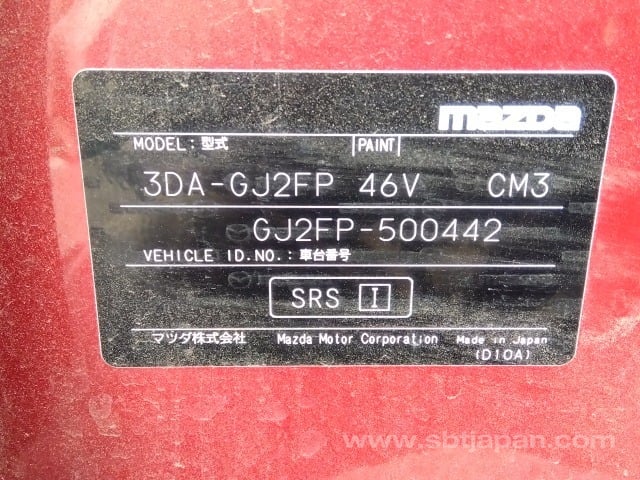 mazda
MODEL: 型式 |PAINT|
3DA-GJ2FP 46V CM3
GJ2FP-500442
VEHICLE ID.NO.: 車台番号
SRS I
マツダ株式会社 Mazda Motor Corporation Made in Japan
(D10A)
www.sbtjapan.com